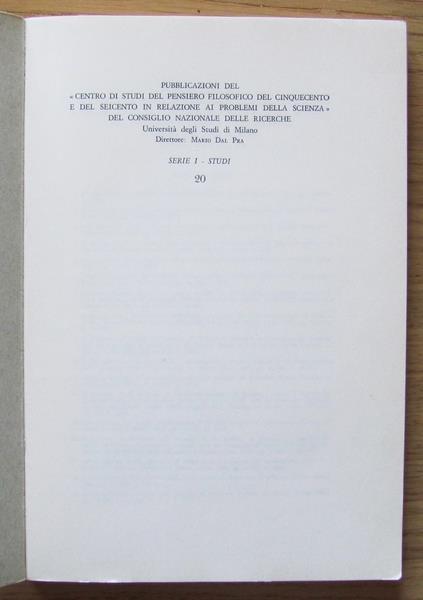 PUBBLICAZIONI DEL
« CENTRO DI STUDI DEL PENSIERO FILOSOFICO DEL CINQUECENTO
E DEL SEICENTO IN RELAZIONE AI PROBLEMI DELLA SCIENZA »
DEL CONSIGLIO NAZIONALE DELLE RICERCHE
Università degli Studi di Milano
Direttore: MARIO DAL PRA
SERIE I - STUDI
20